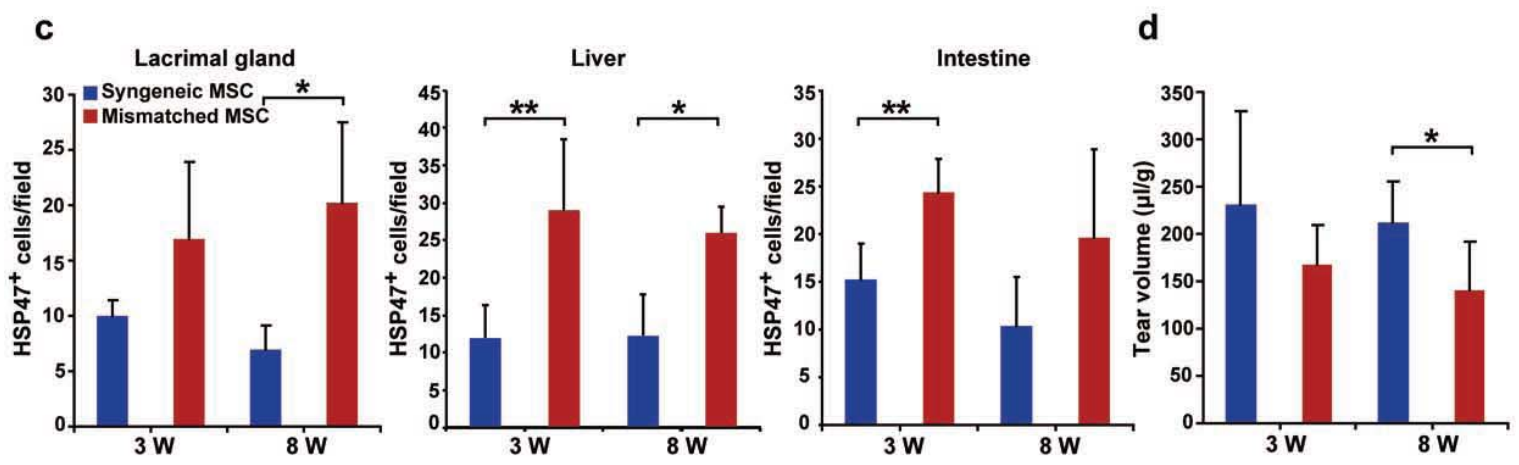 c
Lacrimal gland
Syngeneic MSC
Mismatched MSC
*
HSP47+ cells/field
30
25
20
15
10
5
0
3 W
8 W
Liver
**
*
HSP47+ cells/field
45
40
35
30
25
20
15
10
5
0
3 W
8 W
Intestine
**
HSP47+ cells/field
35
30
25
20
15
10
5
0
3 W
8 W
d
*
Tear volume (µl/g)
350
300
250
200
150
100
50
0
3 W
8 W